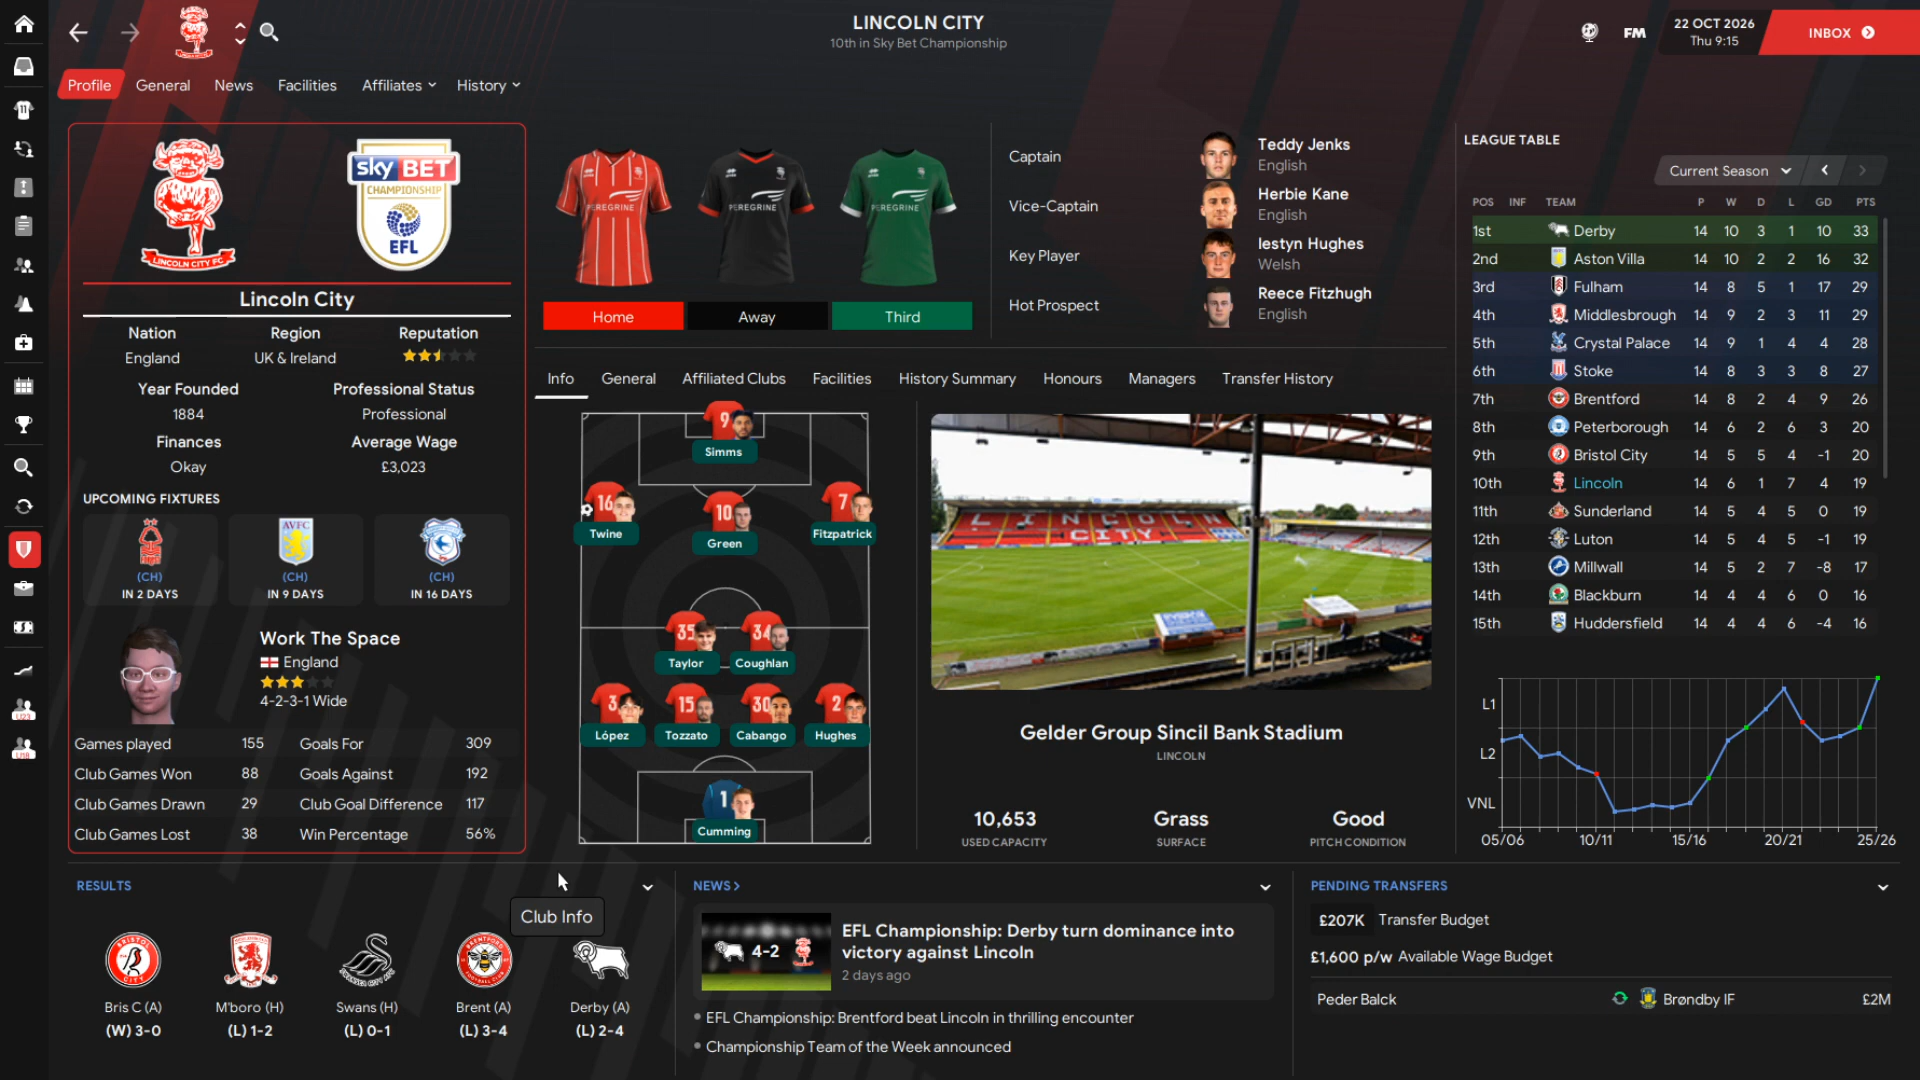 LINCOLN CITY
10th in Sky Bet Championship
FM
22 OCT 2026
Thu 9:15
INBOX
Profile
General
News
Facilities
Affiliates
History
LINCOLN CITY FC
sky BET
CHAMPIONSHIP
EFL
Lincoln City
Nation
England
Region
UK & Ireland
Reputation
Year Founded
1884
Professional Status
Professional
Finances
Okay
Average Wage
£3,023
UPCOMING FIXTURES
AVFC
(CH)
IN 2 DAYS
(CH)
IN 9 DAYS
(CH)
IN 16 DAYS
Work The Space
England
4-2-3-1 Wide
Games played 155 Goals For 309
Club Games Won 88 Goals Against 192
Club Games Drawn 29 Club Goal Difference 117
Club Games Lost 38 Win Percentage 56%
PEREGRINE
PEREGRINE
PEREGRINE
Home
Away
Third
Captain
Teddy Jenks
English
Vice-Captain
Herbie Kane
English
Key Player
Iestyn Hughes
Welsh
Hot Prospect
Reece Fitzhugh
English
Info
General
Affiliated Clubs
Facilities
History Summary
Honours
Managers
Transfer History
9
Simms
16
Twine
10
Green
7
Fitzpatrick
35
Taylor
34
Coughlan
3
López
15
Tozzato
30
Cabango
2
Hughes
1
Cumming
LINCOLN
CITY
Gelder Group Sincil Bank Stadium
LINCOLN
10,653
USED CAPACITY
Grass
SURFACE
Good
PITCH CONDITION
LEAGUE TABLE
Current Season
POS INF TEAM P W D L GD PTS
1st Derby 14 10 3 1 10 33
2nd Aston Villa 14 10 2 2 16 32
3rd Fulham 14 8 5 1 17 29
4th Middlesbrough 14 9 2 3 11 29
5th Crystal Palace 14 9 1 4 4 28
6th Stoke 14 8 3 3 8 27
7th Brentford 14 8 2 4 9 26
8th Peterborough 14 6 2 6 3 20
9th Bristol City 14 5 5 4 -1 20
10th Lincoln 14 6 1 7 4 19
11th Sunderland 14 5 4 5 0 19
12th Luton 14 5 4 5 -1 19
13th Millwall 14 5 2 7 -8 17
14th Blackburn 14 4 4 6 0 16
15th Huddersfield 14 4 4 6 -4 16
L1
L2
VNL
05/06 10/11 15/16 20/21 25/26
RESULTS
Club Info
Bris C (A)
(W) 3-0
M'boro (H)
(L) 1-2
Swans (H)
(L) 0-1
Brent (A)
(L) 3-4
Derby (A)
(L) 2-4
NEWS >
4-2
EFL Championship: Derby turn dominance into
victory against Lincoln
2 days ago
EFL Championship: Brentford beat Lincoln in thrilling encounter
Championship Team of the Week announced
PENDING TRANSFERS
£207K Transfer Budget
£1,600 p/w Available Wage Budget
Peder Balck Brøndby IF £2M